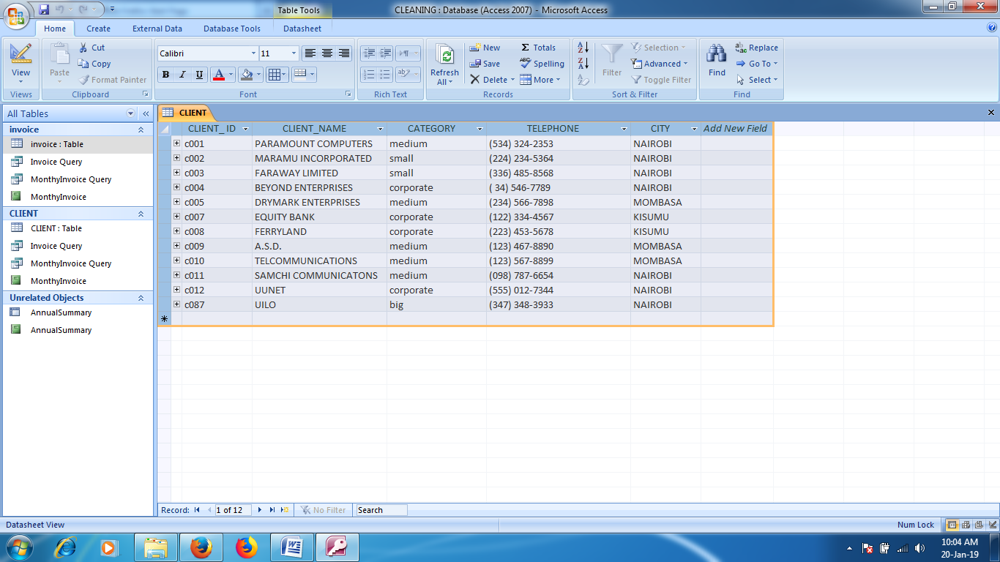 Table Tools CLEANING : Database (Access 2007) - Microsoft Access
Home Create External Data Database Tools Datasheet
View Paste Cut Copy Format Painter
Calibri 11
B I U A
Refresh All New Save Delete Totals Spelling More
Filter Selection Advanced Toggle Filter
Find Replace Go To Select
Views Clipboard Font Rich Text Records Sort & Filter Find
All Tables
invoice
invoice : Table
Invoice Query
MonthyInvoice Query
MonthyInvoice
CLIENT
CLIENT : Table
Invoice Query
MonthyInvoice Query
MonthyInvoice
Unrelated Objects
AnnualSummary
AnnualSummary
CLIENT
CLIENT_ ID CLIENT_NAME CATEGORY TELEPHONE CITY Add New Field
c001 PARAMOUNT COMPUTERS medium (534) 324-2353 NAIROBI
c002 MARAMU INCORPORATED small (224) 234-5364 NAIROBI
c003 FARAWAY LIMITED small (336) 485-8568 NAIROBI
c004 BEYOND ENTERPRISES corporate ( 34) 546-7789 NAIROBI
c005 DRYMARK ENTERPRISES medium (234) 566-7898 MOMBASA
c007 EQUITY BANK corporate (122) 334-4567 KISUMU
c008 FERRYLAND corporate (223) 453-5678 KISUMU
c009 A.S.D. medium (123) 467-8890 MOMBASA
c010 TELCOMMUNICATIONS medium (123) 567-8899 MOMBASA
c011 SAMCHI COMMUNICATONS medium (098) 787-6654 NAIROBI
c012 UUNET corporate (555) 012-7344 NAIROBI
c087 UILO big (347) 348-3933 NAIROBI
Record: 1 of 12 No Filter Search
Datasheet View Num Lock
10:04 AM
20-Jan-19